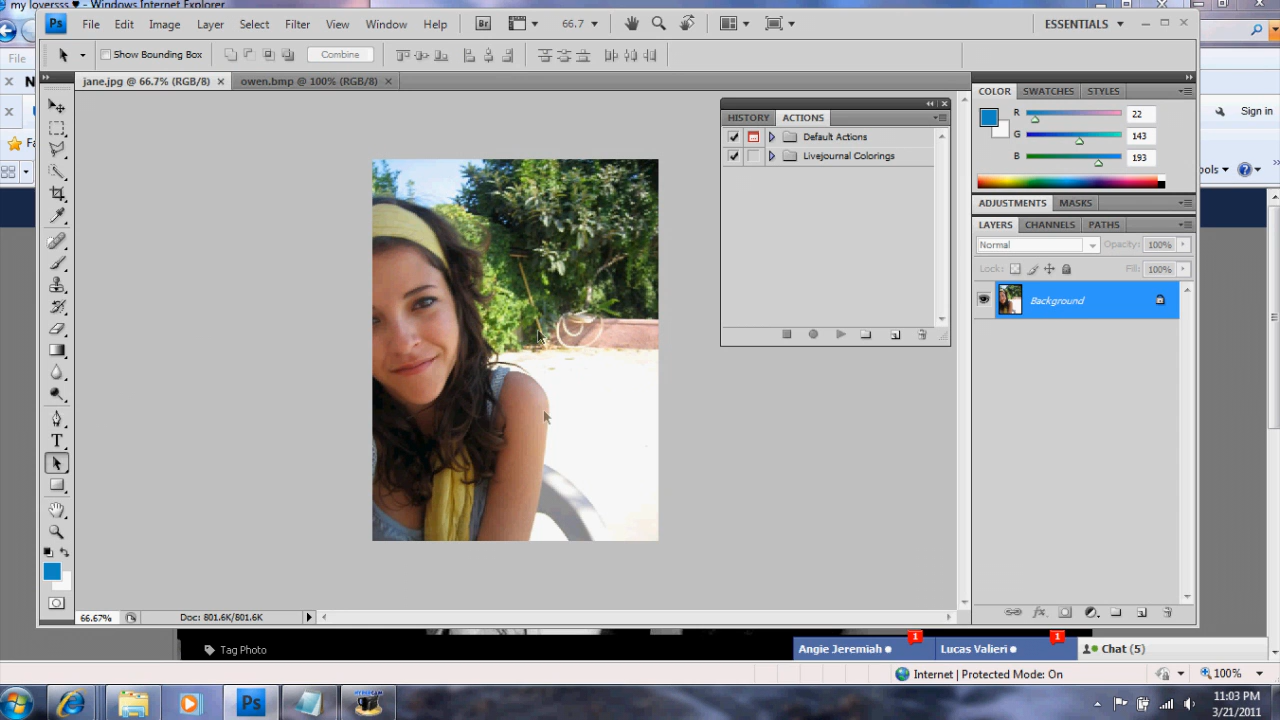 my loversss ♥ - Windows Internet Explorer
Ps File Edit Image Layer Select Filter Analysis View Window Help Br 66.7 ESSENTIALS
Show Bounding Box Combine
jane.jpg @ 66.7% (RGB/8) × owen.bmp @ 100% (RGB/8) ×
HISTORY ACTIONS
Default Actions
Livejournal Colorings
COLOR SWATCHES STYLES
R 22
G 143
B 193
Sign in
ADJUSTMENTS MASKS
LAYERS CHANNELS PATHS
Normal Opacity: 100%
Lock: Fill: 100%
Background
T
66.67% Doc: 801.6K/801.6K
Tag Photo
Angie Jeremiah 1 Lucas Valieri 1 Chat (5)
Internet | Protected Mode: On 100%
Ps
11:03 PM
3/21/2011